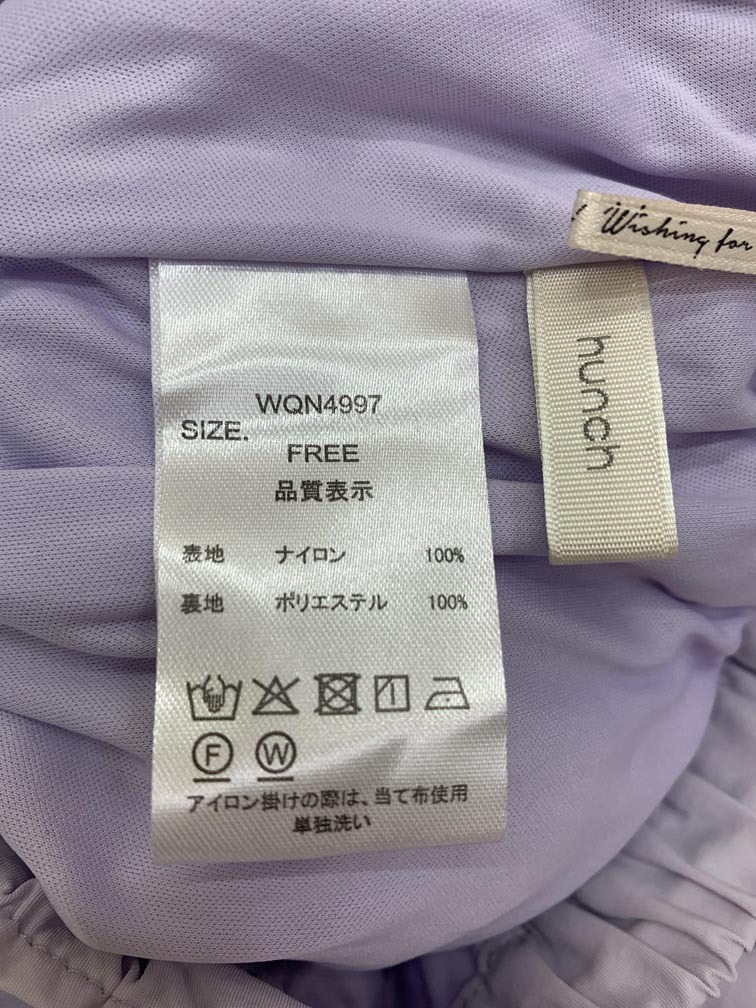 Wishing for
hunch
WQN4997
SIZE.
FREE
品質表示
表地 ナイロン 100%
裏地 ポリエステル 100%
F W
アイロン掛けの際は、当て布使用
単独洗い